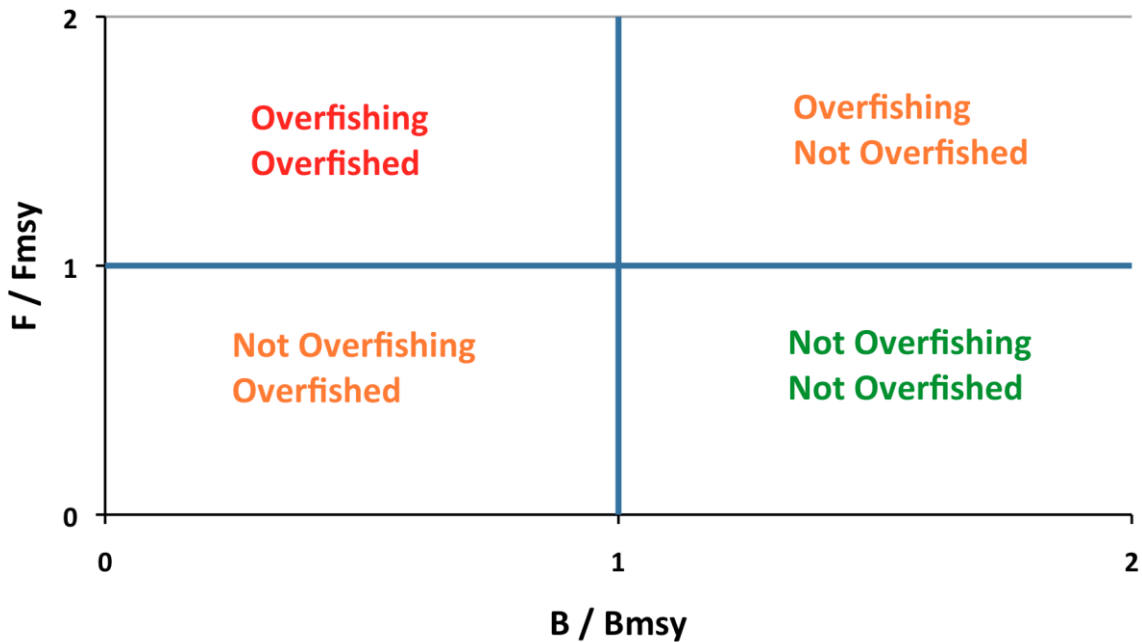 2
Overfishing
Overfished
Overfishing
Not Overfished
F / Fmsy
1
Not Overfishing
Overfished
Not Overfishing
Not Overfished
0
0
1
2
B / Bmsy